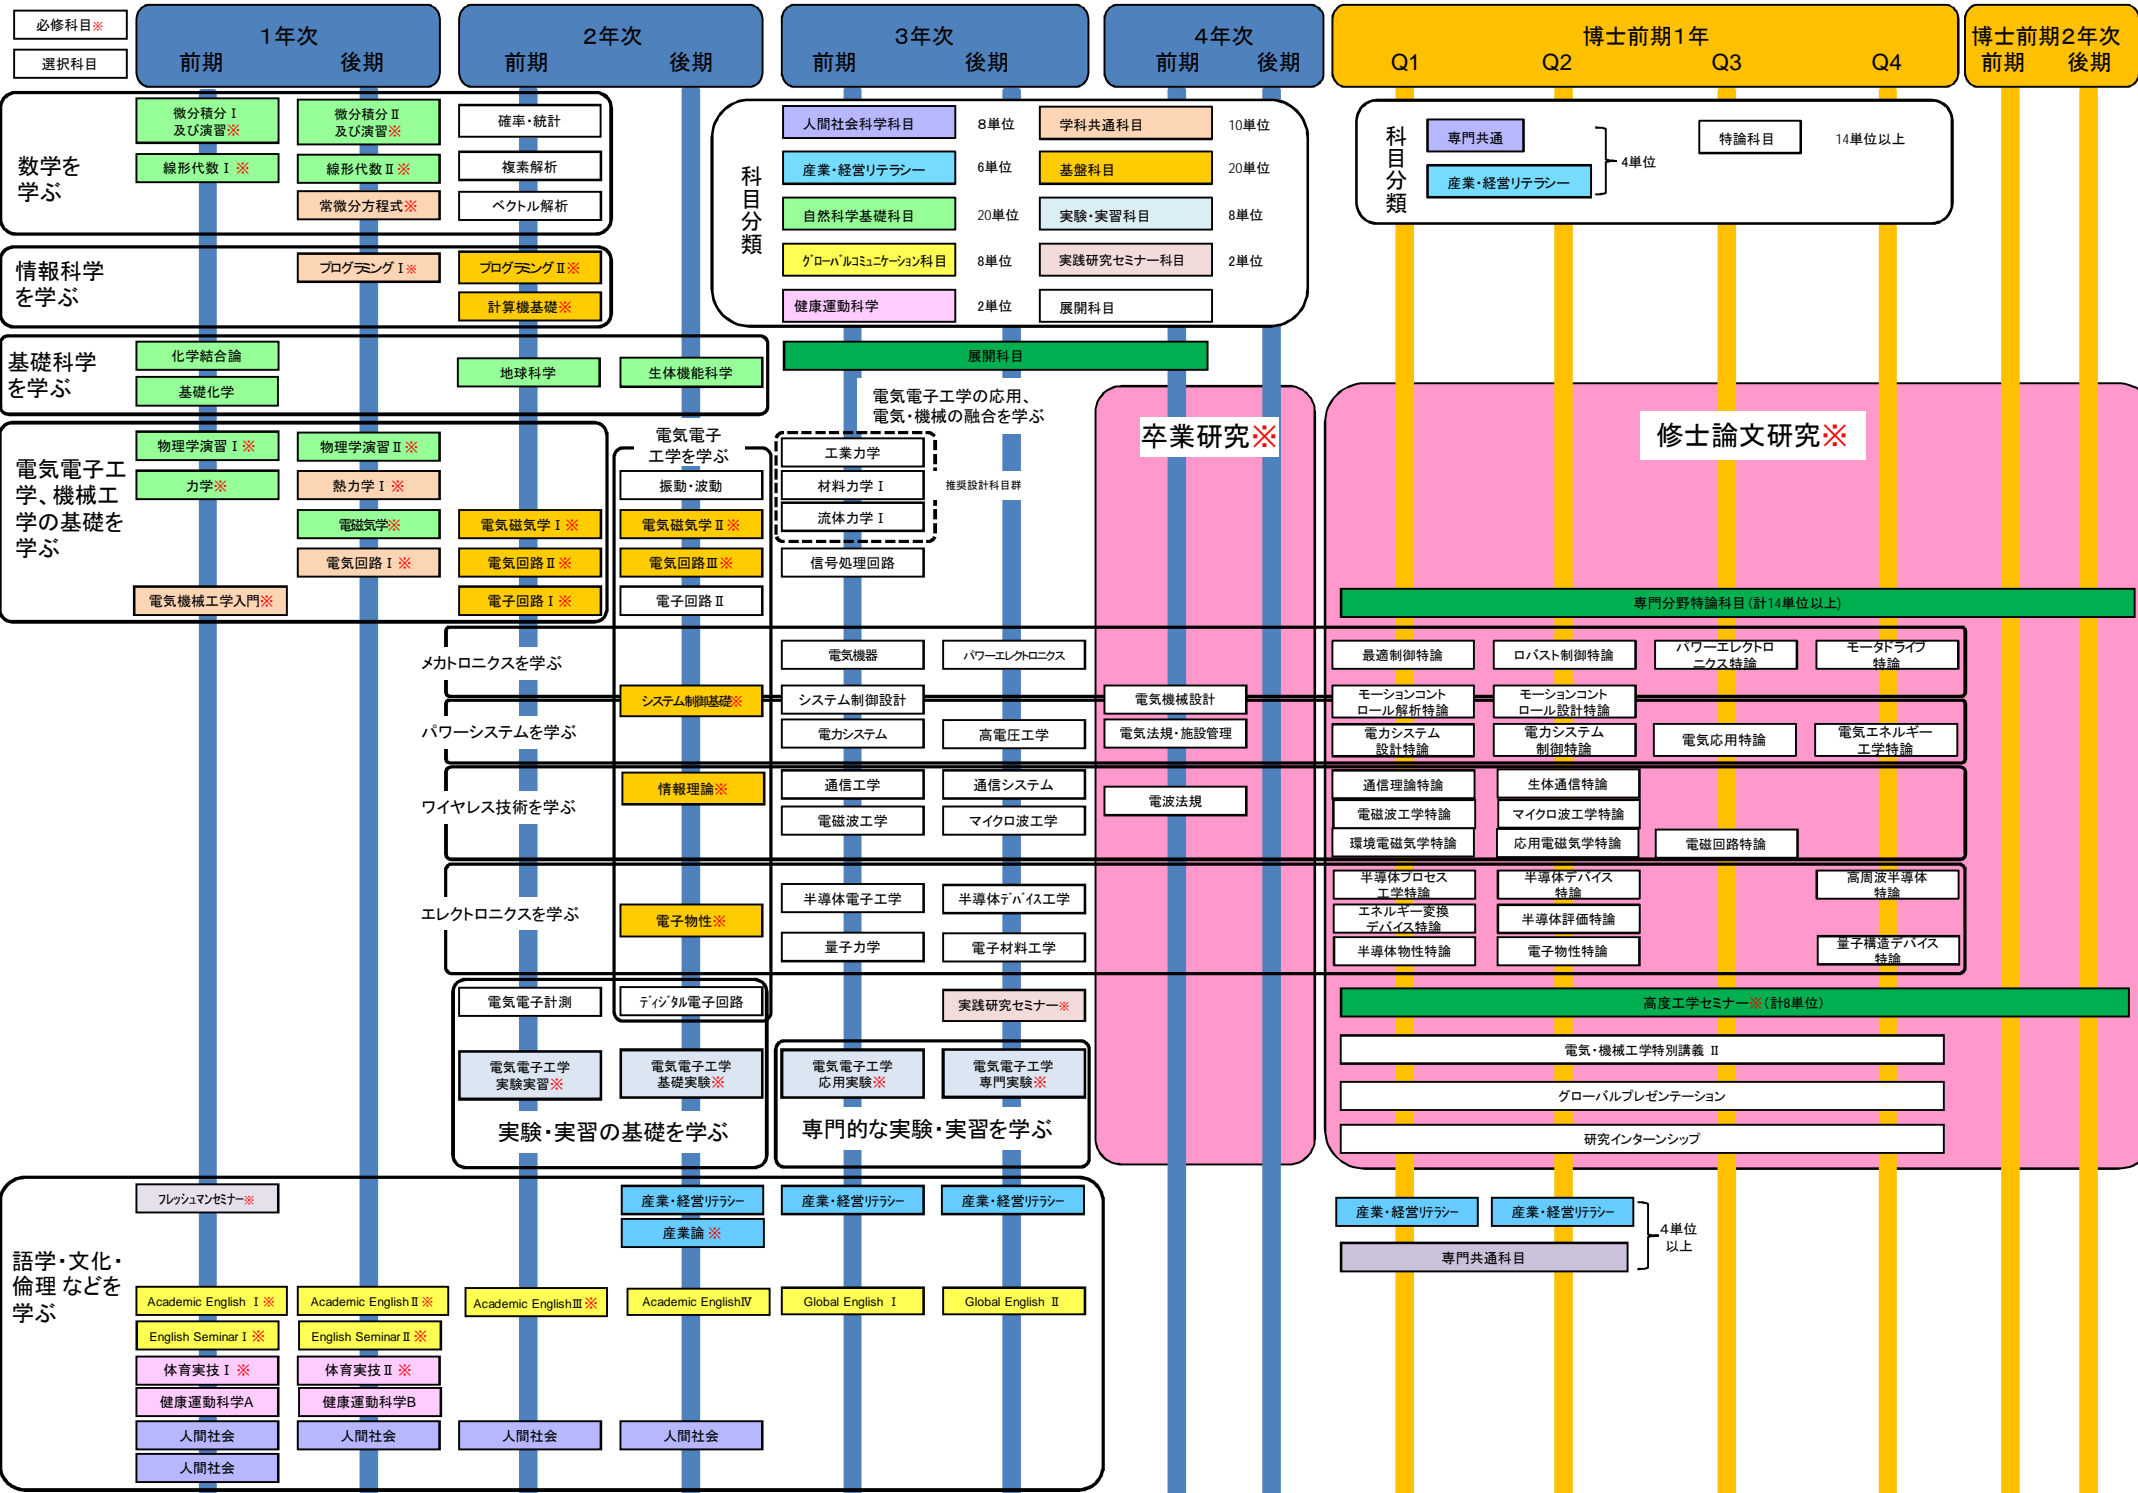 必修科目※
選択科目
1年次
前期 後期
2年次
前期 後期
3年次
前期 後期
4年次
前期 後期
博士前期1年
Q1 Q2 Q3 Q4
博士前期2年次
前期 後期
数学を
学ぶ
微分積分Ⅰ
及び演習※
微分積分Ⅱ
及び演習※
確率・統計
線形代数Ⅰ※
線形代数Ⅱ※
複素解析
常微分方程式※
ベクトル解析
科目分類
人間社会科学科目 8単位
学科共通科目 10単位
産業・経営リテラシー 6単位
基盤科目 20単位
自然科学基礎科目 20単位
実験・実習科目 8単位
グローバルコミュニケーション科目 8単位
実践研究セミナー科目 2単位
健康運動科学 2単位
展開科目
科目分類
専門共通
産業・経営リテラシー
4単位
特論科目 14単位以上
情報科学
を学ぶ
プログラミングⅠ※
プログラミングⅡ※
計算機基礎※
基礎科学
を学ぶ
化学結合論
基礎化学
地球科学
生体機能科学
展開科目
電気電子工学の応用、
電気・機械の融合を学ぶ
卒業研究※
修士論文研究※
電気電子工
学、機械工
学の基礎を
学ぶ
物理学演習Ⅰ※
物理学演習Ⅱ※
電気電子
工学を学ぶ
工業力学
力学※
熱力学Ⅰ※
振動・波動
材料力学Ⅰ
推奨設計科目群
電磁気学※
電気磁気学Ⅰ※
電気磁気学Ⅱ※
流体力学Ⅰ
電気回路Ⅰ※
電気回路Ⅱ※
電気回路Ⅲ※
信号処理回路
電気機械工学入門※
電子回路Ⅰ※
電子回路Ⅱ
専門分野特論科目(計14単位以上)
メカトロニクスを学ぶ
電気機器
パワーエレクトロニクス
最適制御特論
ロバスト制御特論
パワーエレクトロ
ニクス特論
モータドライブ
特論
システム制御基礎※
システム制御設計
電気機械設計
モーションコント
ロール解析特論
モーションコント
ロール設計特論
パワーシステムを学ぶ
電力システム
高電圧工学
電気法規・施設管理
電力システム
設計特論
電力システム
制御特論
電気応用特論
電気エネルギー
工学特論
ワイヤレス技術を学ぶ
情報理論※
通信工学
通信システム
電波法規
通信理論特論
生体通信特論
電磁波工学
マイクロ波工学
電磁波工学特論
マイクロ波工学特論
環境電磁気学特論
応用電磁気学特論
電磁回路特論
エレクトロニクスを学ぶ
電子物性※
半導体電子工学
半導体デバイス工学
半導体プロセス
工学特論
半導体デバイス
特論
高周波半導体
特論
エネルギー変換
デバイス特論
半導体評価特論
量子力学
電子材料工学
半導体物性特論
電子物性特論
量子構造デバイス
特論
電気電子計測
ディジタル電子回路
実践研究セミナー※
高度工学セミナー※(計8単位)
電気・機械工学特別講義 Ⅱ
電気電子工学
実験実習※
電気電子工学
基礎実験※
電気電子工学
応用実験※
電気電子工学
専門実験※
グローバルプレゼンテーション
実験・実習の基礎を学ぶ
専門的な実験・実習を学ぶ
研究インターンシップ
語学・文化・
倫理 などを
学ぶ
フレッシュマンセミナー※
産業・経営リテラシー
産業・経営リテラシー
産業・経営リテラシー
産業・経営リテラシー
産業・経営リテラシー
産業論 ※
専門共通科目
4単位
以上
Academic English Ⅰ※
Academic EnglishⅡ※
Academic EnglishⅢ※
Academic EnglishⅣ
Global English Ⅰ
Global English Ⅱ
English SeminarⅠ※
English SeminarⅡ※
体育実技Ⅰ※
体育実技Ⅱ※
健康運動科学A
健康運動科学B
人間社会
人間社会
人間社会
人間社会
人間社会